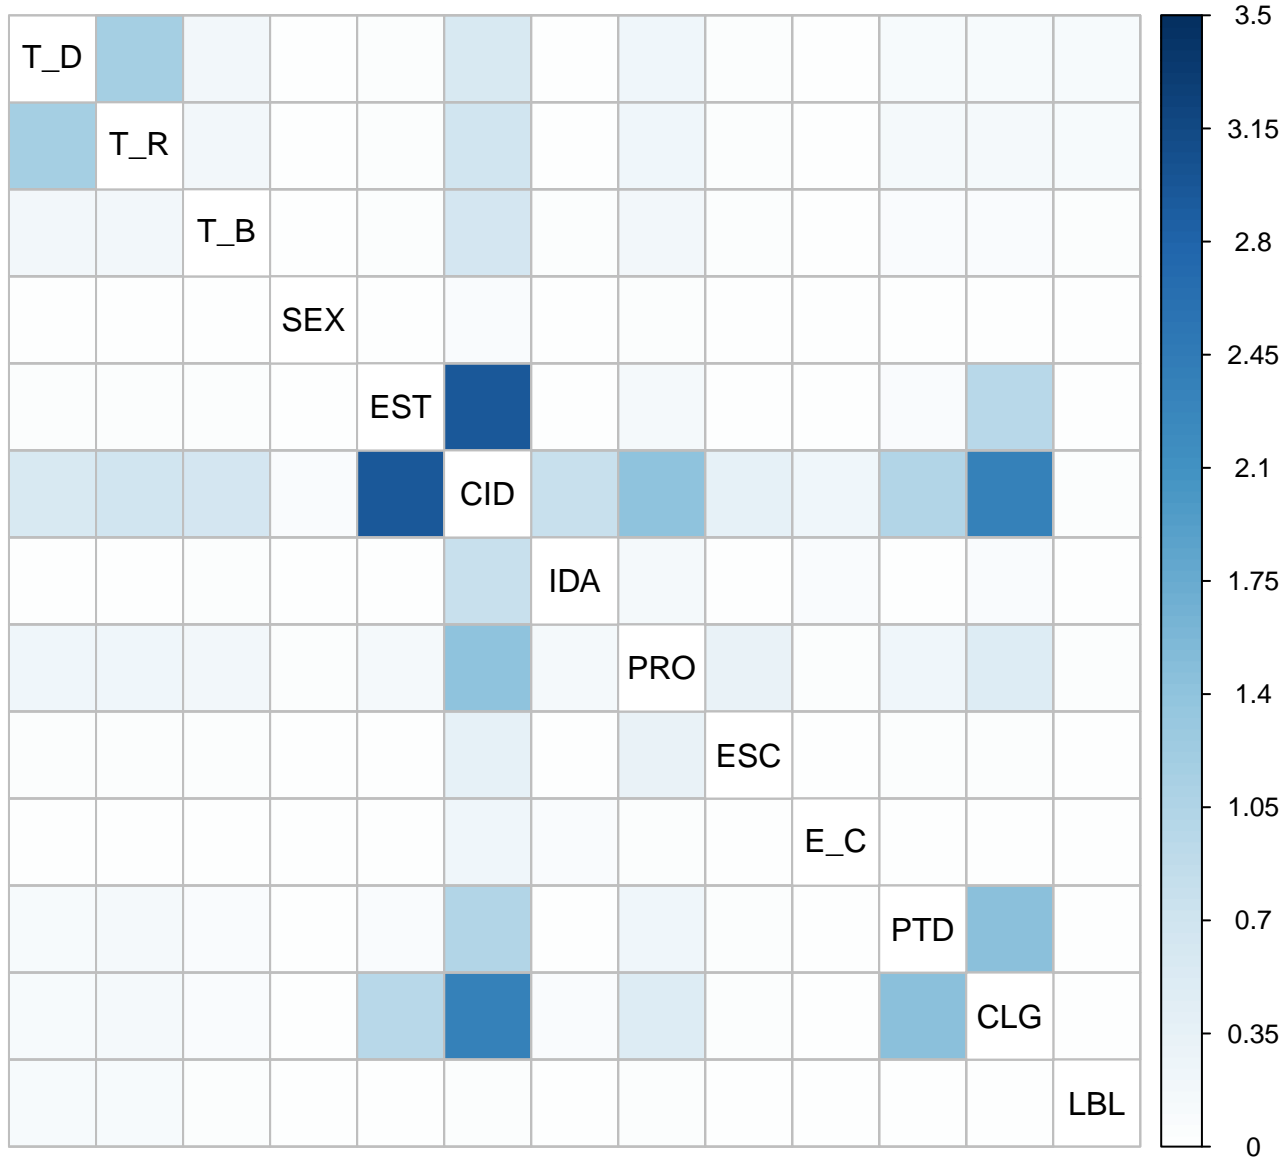 T_D
T_R
T_B
SEX
EST
CID
IDA
PRO
ESC
E_C
PTD
CLG
LBL
3.5
3.15
2.8
2.45
2.1
1.75
1.4
1.05
0.7
0.35
0